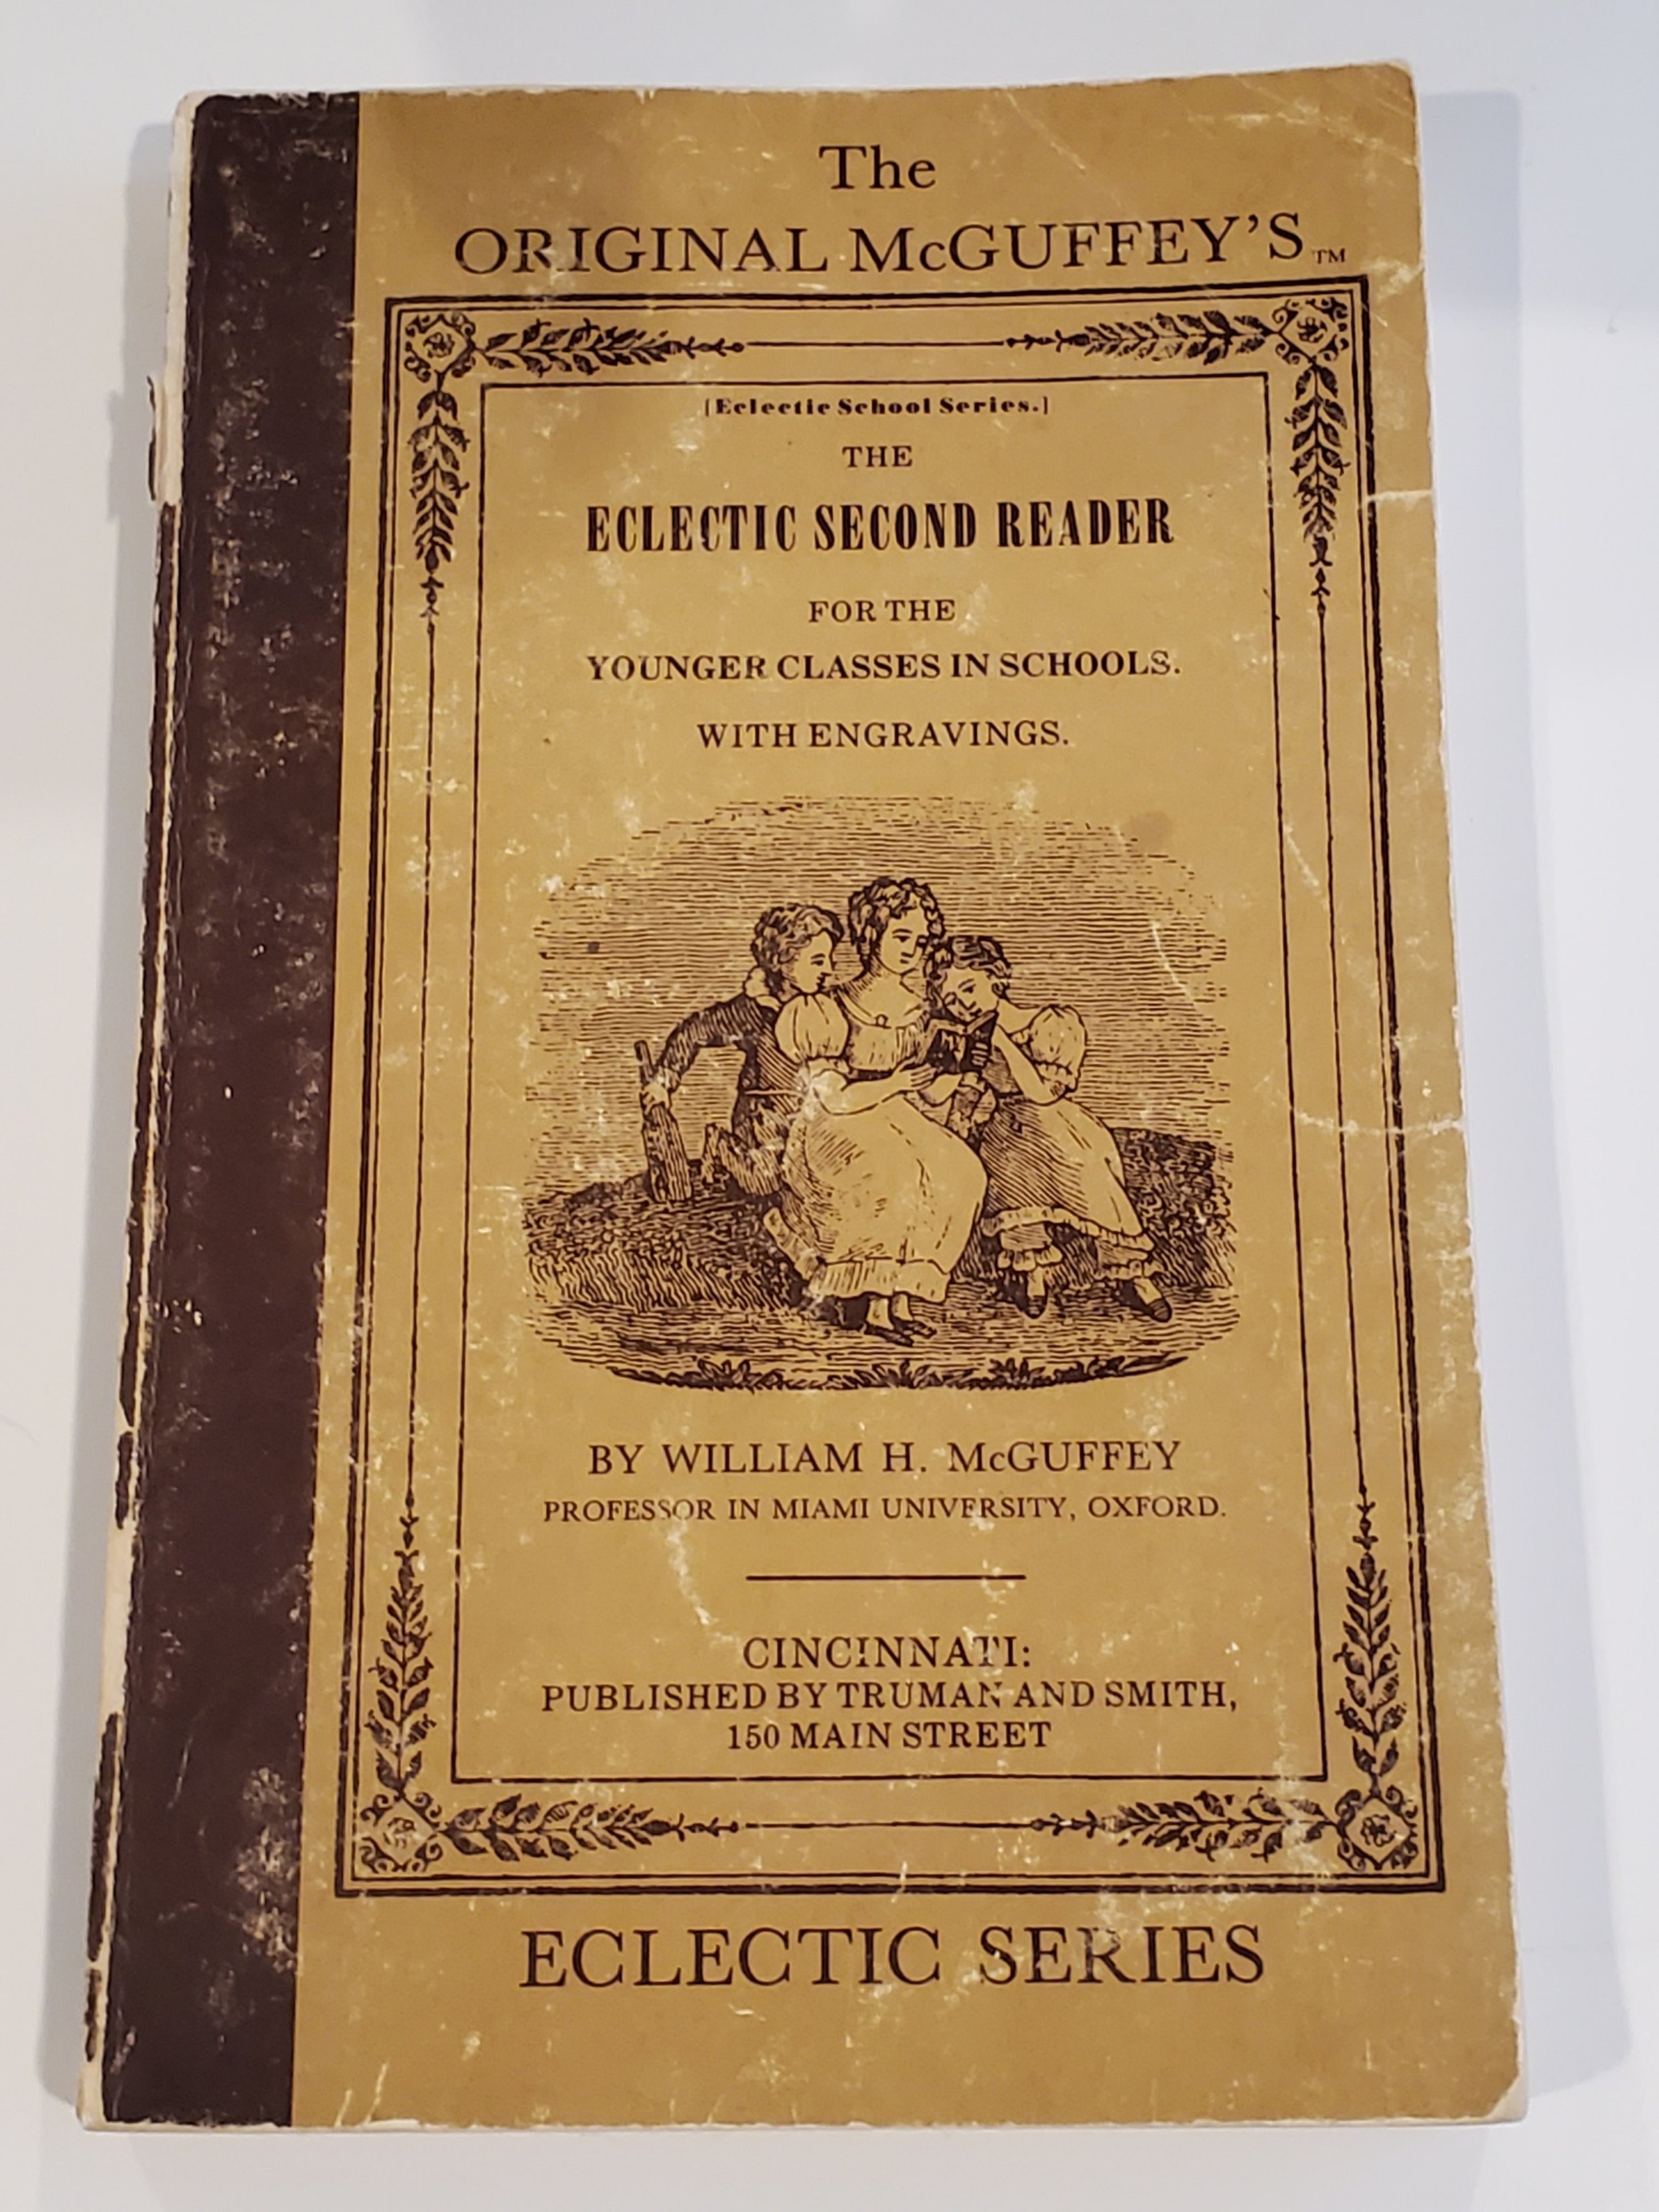 The
ORIGINAL McGUFFEY'S™
[Eclectic School Series.]
THE
ECLECTIC SECOND READER
FOR THE
YOUNGER CLASSES IN SCHOOLS.
WITH ENGRAVINGS.
BY WILLIAM H. McGUFFEY
PROFESSOR IN MIAMI UNIVERSITY, OXFORD.
CINCINNATI:
PUBLISHED BY TRUMAN AND SMITH,
150 MAIN STREET
ECLECTIC SERIES